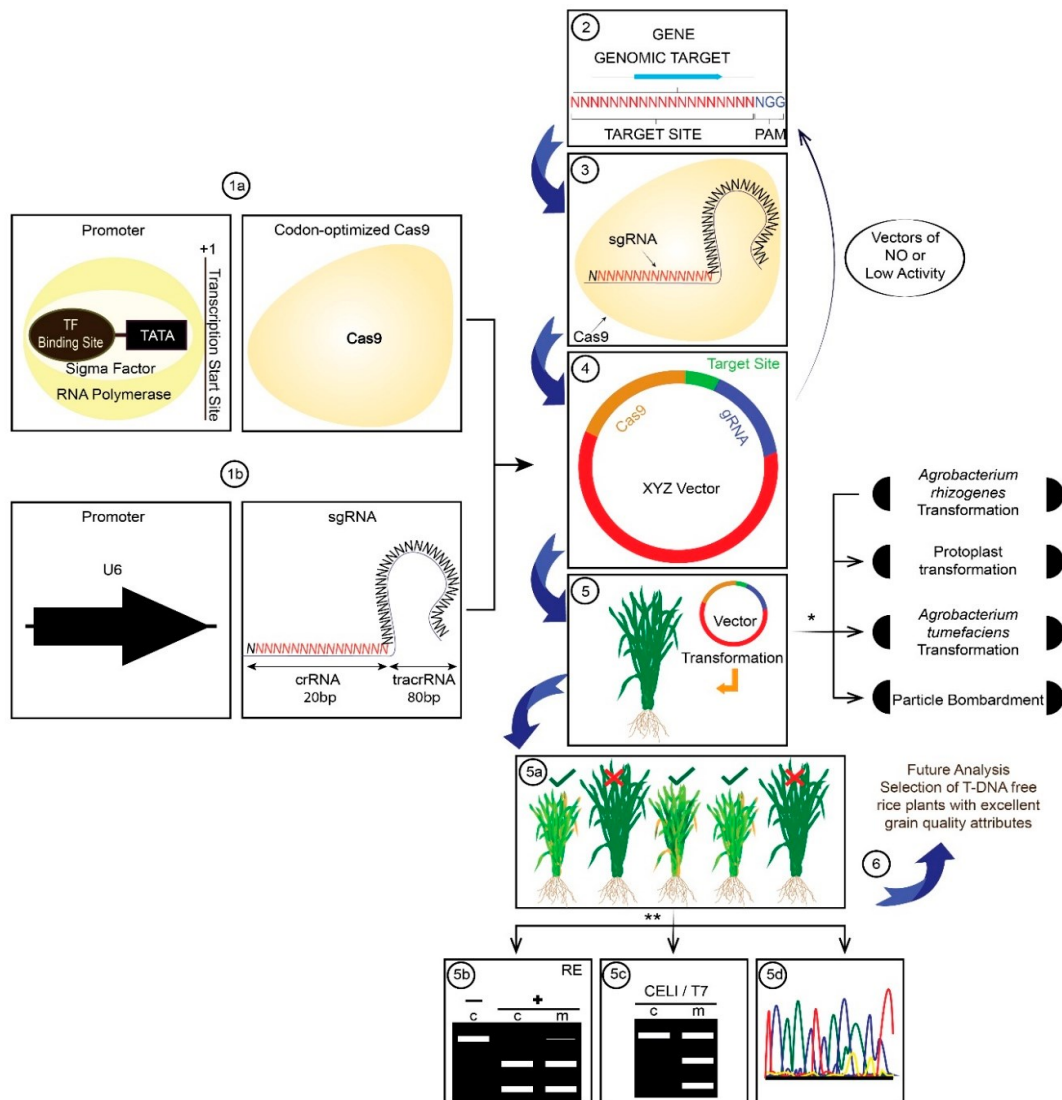 2
GENE
GENOMIC TARGET
NNNNNNNNNNNNNNNNNNNGG
TARGET SITE PAM
3
sgRNA
NNNNNNNNNNNNNN
Cas9
Vectors of
NO or
Low Activity
1a
Promoter
+1
TF
Binding Site
TATA
Sigma Factor
RNA Polymerase
Transcription Start Site
Codon-optimized Cas9
Cas9
4
Target Site
Cas9
gRNA
XYZ Vector
1b
Promoter
U6
sgRNA
NNNNNNNNNNNNNNNN
crRNA
20bp
tracrRNA
80bp
5
Vector
Transformation
*
Agrobacterium
rhizogenes
Transformation
Protoplast
transformation
Agrobacterium
tumefaciens
Transformation
Particle Bombardment
5a
6
Future Analysis
Selection of T-DNA free
rice plants with excellent
grain quality attributes
**
5b
RE
− +
c c m
5c
CELI / T7
c m
5d